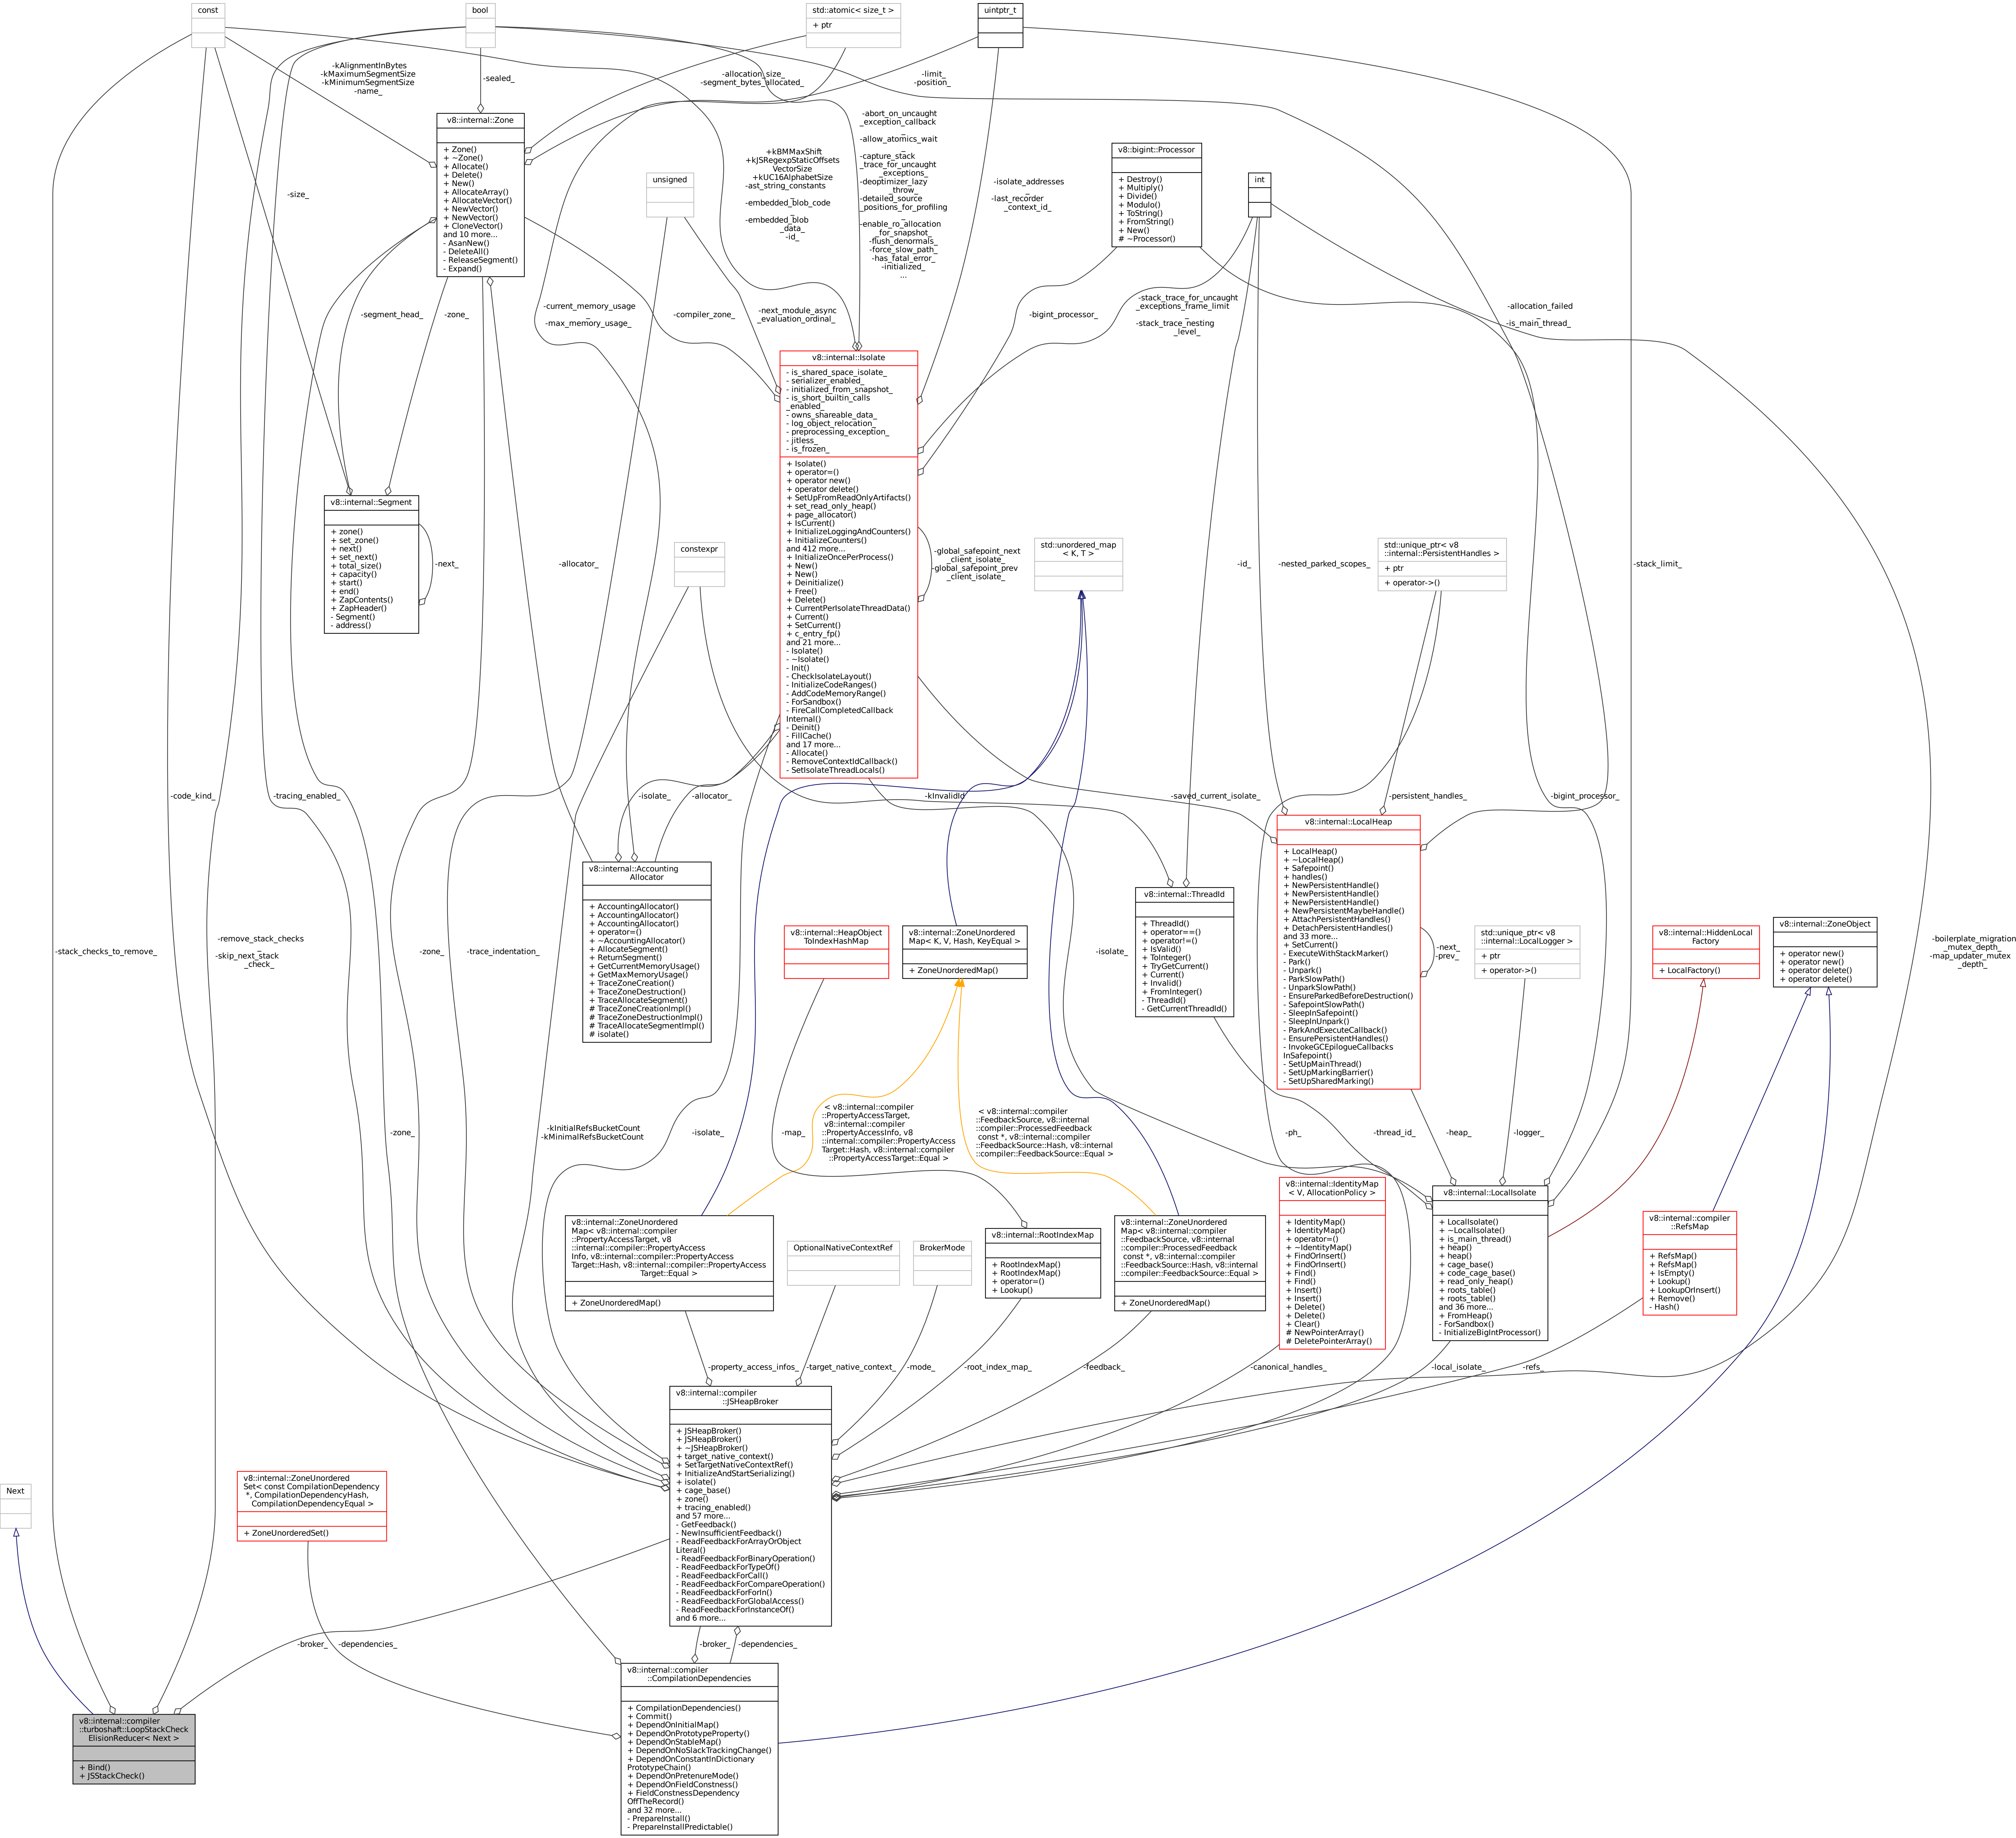 const
bool
std::atomic< size_t >
+ ptr
uintptr_t
-kAlignmentInBytes
-kMaximumSegmentSize
-kMinimumSegmentSize
-name_
-sealed_
-allocation_size_
-segment_bytes_allocated_
-limit_
-position_
v8::internal::Zone
+ Zone()
+ ~Zone()
+ Allocate()
+ Delete()
+ New()
+ AllocateArray()
+ AllocateVector()
+ NewVector()
+ NewVector()
+ CloneVector()
and 10 more...
- AsanNew()
- DeleteAll()
- ReleaseSegment()
- Expand()
-size_
unsigned
+kBMMaxShift
+kJSRegexpStaticOffsets
VectorSize
+kUC16AlphabetSize
-ast_string_constants
_
-embedded_blob_code
_
-embedded_blob
_data_
-id_
-abort_on_uncaught
_exception_callback
_
-allow_atomics_wait
_
-capture_stack
_trace_for_uncaught
_exceptions_
-deoptimizer_lazy
_throw_
-detailed_source
_positions_for_profiling
_
-enable_ro_allocation
_for_snapshot_
-flush_denormals_
-force_slow_path_
-has_fatal_error_
-initialized_
...
-isolate_addresses
_
-last_recorder
_context_id_
v8::bigint::Processor
+ Destroy()
+ Multiply()
+ Divide()
+ Modulo()
+ ToString()
+ FromString()
+ New()
# ~Processor()
int
-segment_head_
-zone_
-current_memory_usage
_
-max_memory_usage_
-compiler_zone_
-next_module_async
_evaluation_ordinal_
-bigint_processor_
-stack_trace_for_uncaught
_exceptions_frame_limit
_
-stack_trace_nesting
_level_
-allocation_failed
_
-is_main_thread_
v8::internal::Isolate
- is_shared_space_isolate_
- serializer_enabled_
- initialized_from_snapshot_
- is_short_builtin_calls
_enabled_
- owns_shareable_data_
- log_object_relocation_
- preprocessing_exception_
- jitless_
- is_frozen_
+ Isolate()
+ operator=()
+ operator new()
+ operator delete()
+ SetUpFromReadOnlyArtifacts()
+ set_read_only_heap()
+ page_allocator()
+ IsCurrent()
+ InitializeLoggingAndCounters()
+ InitializeCounters()
and 412 more...
+ InitializeOncePerProcess()
+ New()
+ New()
+ Deinitialize()
+ Free()
+ Delete()
+ CurrentPerIsolateThreadData()
+ Current()
+ SetCurrent()
+ c_entry_fp()
and 21 more...
- Isolate()
- ~Isolate()
- Init()
- CheckIsolateLayout()
- InitializeCodeRanges()
- AddCodeMemoryRange()
- ForSandbox()
- FireCallCompletedCallback
Internal()
- Deinit()
- FillCache()
and 17 more...
- Allocate()
- RemoveContextIdCallback()
- SetIsolateThreadLocals()
v8::internal::Segment
+ zone()
+ set_zone()
+ next()
+ set_next()
+ total_size()
+ capacity()
+ start()
+ end()
+ ZapContents()
+ ZapHeader()
- Segment()
- address()
-next_
-allocator_
constexpr
-global_safepoint_next
_client_isolate_
-global_safepoint_prev
_client_isolate_
std::unordered_map
< K, T >
-id_
-nested_parked_scopes_
std::unique_ptr< v8
::internal::PersistentHandles >
+ ptr
+ operator->()
-stack_limit_
-code_kind_
-tracing_enabled_
-isolate_
-allocator_
-kInvalidId
-saved_current_isolate_
-persistent_handles_
-bigint_processor_
v8::internal::LocalHeap
+ LocalHeap()
+ ~LocalHeap()
+ Safepoint()
+ handles()
+ NewPersistentHandle()
+ NewPersistentHandle()
+ NewPersistentHandle()
+ NewPersistentMaybeHandle()
+ AttachPersistentHandles()
+ DetachPersistentHandles()
and 33 more...
+ SetCurrent()
- ExecuteWithStackMarker()
- Park()
- Unpark()
- ParkSlowPath()
- UnparkSlowPath()
- EnsureParkedBeforeDestruction()
- SafepointSlowPath()
- SleepInSafepoint()
- SleepInUnpark()
- ParkAndExecuteCallback()
- EnsurePersistentHandles()
- InvokeGCEpilogueCallbacks
InSafepoint()
- SetUpMainThread()
- SetUpMarkingBarrier()
- SetUpSharedMarking()
-next_
-prev_
v8::internal::Accounting
Allocator
+ AccountingAllocator()
+ AccountingAllocator()
+ AccountingAllocator()
+ operator=()
+ ~AccountingAllocator()
+ AllocateSegment()
+ ReturnSegment()
+ GetCurrentMemoryUsage()
+ GetMaxMemoryUsage()
+ TraceZoneCreation()
+ TraceZoneDestruction()
+ TraceAllocateSegment()
# TraceZoneCreationImpl()
# TraceZoneDestructionImpl()
# TraceAllocateSegmentImpl()
# isolate()
v8::internal::ThreadId
+ ThreadId()
+ operator==()
+ operator!=()
+ IsValid()
+ ToInteger()
+ TryGetCurrent()
+ Current()
+ Invalid()
+ FromInteger()
- ThreadId()
- GetCurrentThreadId()
v8::internal::HeapObject
ToIndexHashMap
v8::internal::ZoneUnordered
Map< K, V, Hash, KeyEqual >
+ ZoneUnorderedMap()
std::unique_ptr< v8
::internal::LocalLogger >
+ ptr
+ operator->()
v8::internal::HiddenLocal
Factory
+ LocalFactory()
v8::internal::ZoneObject
+ operator new()
+ operator new()
+ operator delete()
+ operator delete()
-stack_checks_to_remove_
-remove_stack_checks
_
-skip_next_stack
_check_
-zone_
-trace_indentation_
-isolate_
-boilerplate_migration
_mutex_depth_
-map_updater_mutex
_depth_
-zone_
-kInitialRefsBucketCount
-kMinimalRefsBucketCount
-isolate_
< v8::internal::compiler
::PropertyAccessTarget,
v8::internal::compiler
::PropertyAccessInfo, v8
::internal::compiler::PropertyAccess
Target::Hash, v8::internal::compiler
::PropertyAccessTarget::Equal >
-map_
< v8::internal::compiler
::FeedbackSource, v8::internal
::compiler::ProcessedFeedback
const *, v8::internal::compiler
::FeedbackSource::Hash, v8::internal
::compiler::FeedbackSource::Equal >
-ph_
-thread_id_
-heap_
-logger_
v8::internal::ZoneUnordered
Map< v8::internal::compiler
::PropertyAccessTarget, v8
::internal::compiler::PropertyAccess
Info, v8::internal::compiler::PropertyAccess
Target::Hash, v8::internal::compiler::PropertyAccess
Target::Equal >
+ ZoneUnorderedMap()
OptionalNativeContextRef
BrokerMode
v8::internal::RootIndexMap
+ RootIndexMap()
+ RootIndexMap()
+ operator=()
+ Lookup()
v8::internal::ZoneUnordered
Map< v8::internal::compiler
::FeedbackSource, v8::internal
::compiler::ProcessedFeedback
const *, v8::internal::compiler
::FeedbackSource::Hash, v8::internal
::compiler::FeedbackSource::Equal >
+ ZoneUnorderedMap()
v8::internal::IdentityMap
< V, AllocationPolicy >
+ IdentityMap()
+ IdentityMap()
+ operator=()
+ ~IdentityMap()
+ FindOrInsert()
+ FindOrInsert()
+ Find()
+ Find()
+ Insert()
+ Insert()
+ Delete()
+ Delete()
+ Clear()
# NewPointerArray()
# DeletePointerArray()
v8::internal::LocalIsolate
+ LocalIsolate()
+ ~LocalIsolate()
+ is_main_thread()
+ heap()
+ heap()
+ cage_base()
+ code_cage_base()
+ read_only_heap()
+ roots_table()
+ roots_table()
and 36 more...
+ FromHeap()
- ForSandbox()
- InitializeBigIntProcessor()
v8::internal::compiler
::RefsMap
+ RefsMap()
+ RefsMap()
+ IsEmpty()
+ Lookup()
+ LookupOrInsert()
+ Remove()
- Hash()
-property_access_infos_
-target_native_context_
-mode_
-root_index_map_
-feedback_
-canonical_handles_
-local_isolate_
-refs_
v8::internal::compiler
::JSHeapBroker
+ JSHeapBroker()
+ JSHeapBroker()
+ ~JSHeapBroker()
+ target_native_context()
+ SetTargetNativeContextRef()
+ InitializeAndStartSerializing()
+ isolate()
+ cage_base()
+ zone()
+ tracing_enabled()
and 57 more...
- GetFeedback()
- NewInsufficientFeedback()
- ReadFeedbackForArrayOrObject
Literal()
- ReadFeedbackForBinaryOperation()
- ReadFeedbackForTypeOf()
- ReadFeedbackForCall()
- ReadFeedbackForCompareOperation()
- ReadFeedbackForForIn()
- ReadFeedbackForGlobalAccess()
- ReadFeedbackForInstanceOf()
and 6 more...
Next
v8::internal::ZoneUnordered
Set< const CompilationDependency
*, CompilationDependencyHash,
CompilationDependencyEqual >
+ ZoneUnorderedSet()
-broker_
-dependencies_
-broker_
-dependencies_
v8::internal::compiler
::turboshaft::LoopStackCheck
ElisionReducer< Next >
+ Bind()
+ JSStackCheck()
v8::internal::compiler
::CompilationDependencies
+ CompilationDependencies()
+ Commit()
+ DependOnInitialMap()
+ DependOnPrototypeProperty()
+ DependOnStableMap()
+ DependOnNoSlackTrackingChange()
+ DependOnConstantInDictionary
PrototypeChain()
+ DependOnPretenureMode()
+ DependOnFieldConstness()
+ FieldConstnessDependency
OffTheRecord()
and 32 more...
- PrepareInstall()
- PrepareInstallPredictable()